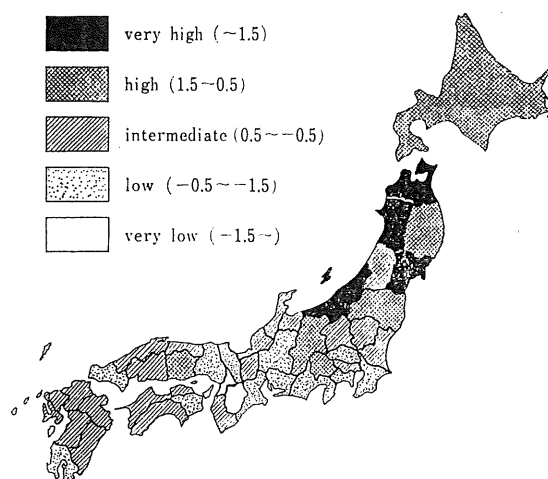 very high (~1.5)
high (1.5~0.5)
intermediate (0.5~-0.5)
low (-0.5~-1.5)
very low (-1.5~)